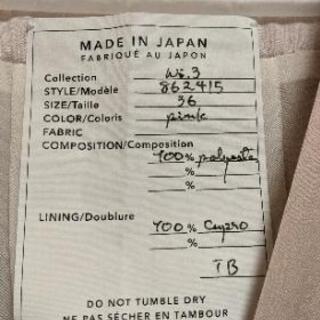 MADE IN JAPAN
FABRIQUÉ AU JAPON
Collection Wi.3
STYLE/Modèle 862415
SIZE/Taille 36
COLOR/Coloris pink
FABRIC
COMPOSITION/Composition
100% polyester
%
%
LINING/Doublure 100% Cupro
%
TB
DO NOT TUMBLE DRY
NE PAS SÉCHER EN TAMBOUR